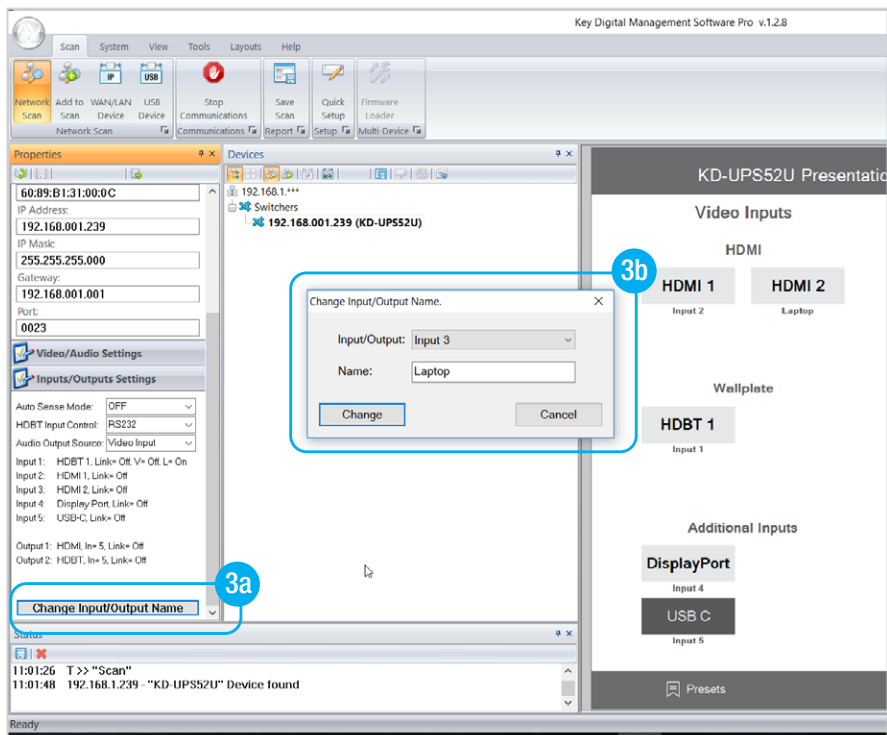 Key Digital Management Software Pro v.1.2.8
Scan System View Tools Layouts Help
Network Scan
Add to Scan
WAN/LAN Device
USB Device
Stop Communications
Save Scan
Quick Setup
Firmware Loader
IP
USB
Network Scan
Communications
Report
Setup
Multi-Device
Properties
60:89:B1:31:00:0C
IP Address:
192.168.001.239
IP Mask:
255.255.255.000
Gateway:
192.168.001.001
Port:
0023
Video/Audio Settings
Inputs/Outputs Settings
Auto Sense Mode: OFF
HDBT Input Control: RS232
Audio Output Source: Video Input
Input 1: HDBT 1, Link= Off. V= Off, L= On
Input 2: HDMI 1, Link= Off
Input 3. HDMI 2, Link= Off
Input 4: Display Port, Link= Off
Input 5: USB-C, Link= Off
Output 1: HDMI, In= 5, Link= Off
Output 2: HDBT, In= 5, Link= Off
3a
Change Input/Output Name
Devices
192.168.1.***
Switchers
192.168.001.239 (KD-UPS52U)
3b
Change Input/Output Name.
Input/Output: Input 3
Name: Laptop
Change Cancel
KD-UPS52U Presentatio
Video Inputs
HDMI
HDMI 1 HDMI 2
Input 2 Laptop
Wallplate
HDBT 1
Input 1
Additional Inputs
DisplayPort
Input 4
USB C
Input 5
Presets
Status
11:01:26 T >> "Scan"
11:01:48 192.168.1.239 - "KD-UPS52U" Device found
Ready